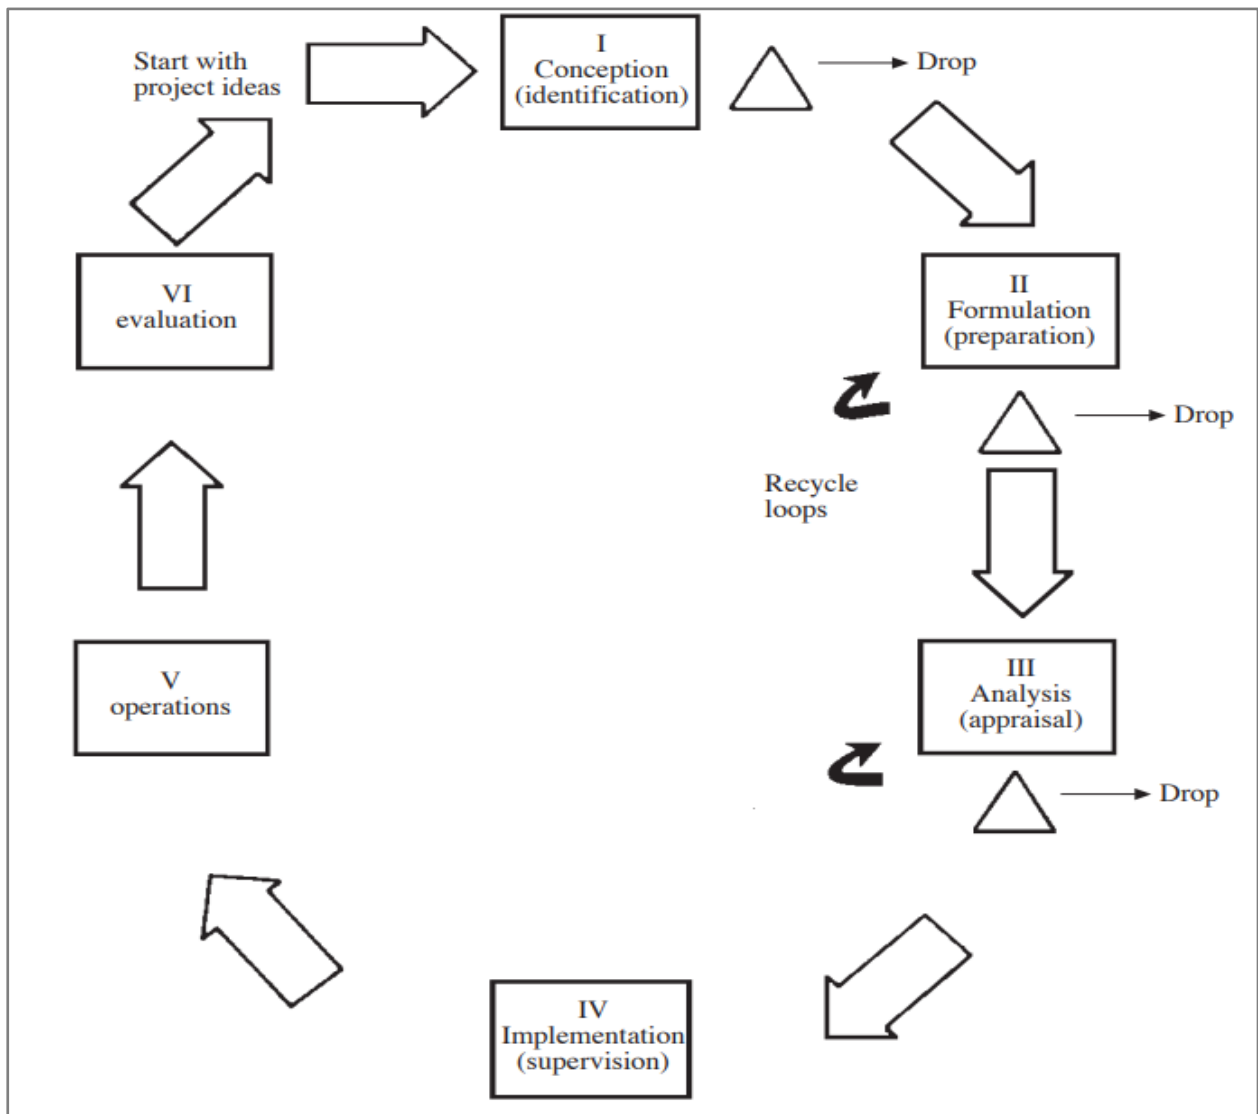 Start with
project ideas
I
Conception
(identification)
Drop
VI
evaluation
II
Formulation
(preparation)
Drop
Recycle
loops
V
operations
III
Analysis
(appraisal)
Drop
IV
Implementation
(supervision)